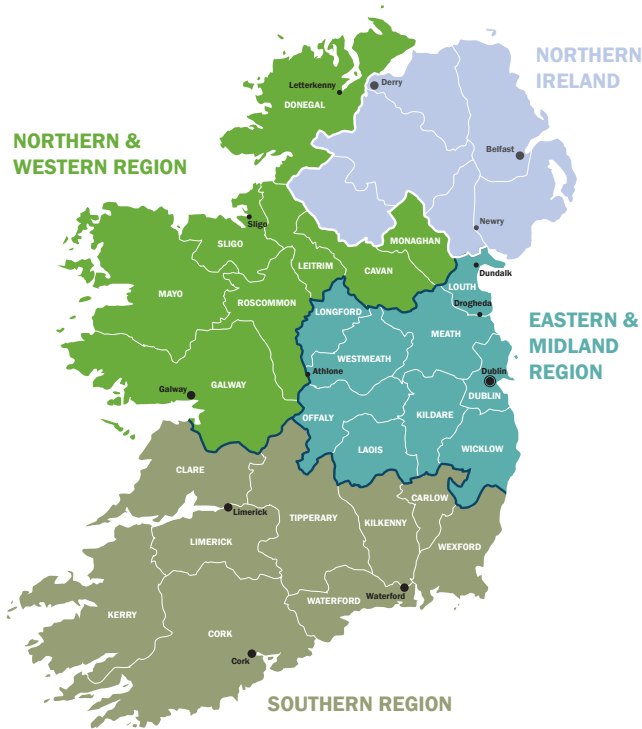 NORTHERN
IRELAND
Letterkenny
Derry
DONEGAL
NORTHERN &
WESTERN REGION
Belfast
Sligo
Newry
SLIGO
MONAGHAN
LEITRIM
CAVAN
Dundalk
MAYO
LOUTH
ROSCOMMON
Drogheda
LONGFORD
EASTERN &
MIDLAND
REGION
MEATH
WESTMEATH
Athlone
Dublin
GALWAY
Galway
DUBLIN
OFFALY
KILDARE
LAOIS
WICKLOW
CLARE
CARLOW
Limerick
TIPPERARY
KILKENNY
LIMERICK
WEXFORD
Waterford
WATERFORD
KERRY
CORK
Cork
SOUTHERN REGION